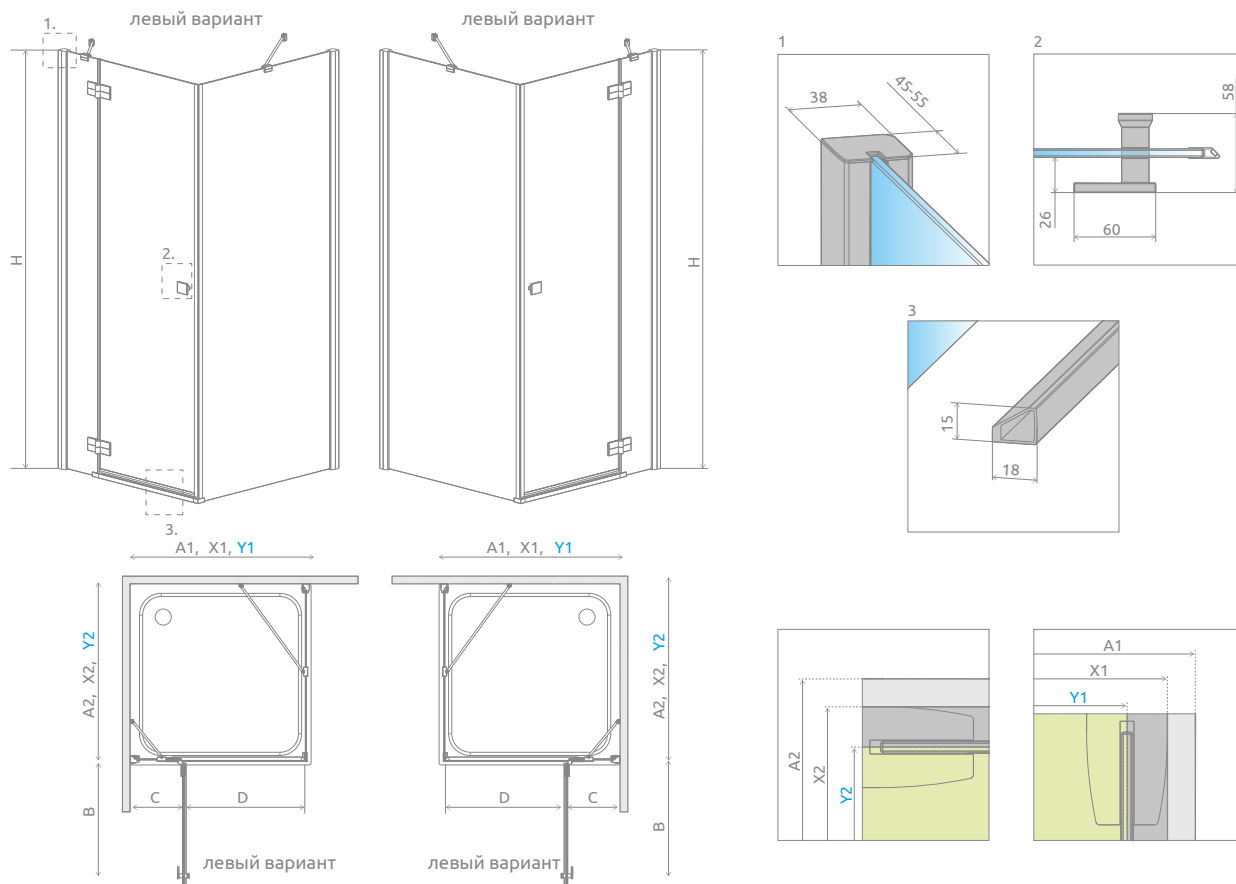 левый вариант
левый вариант
1.
H
2.
3.
H
1
38
45-55
2
58
26
60
3
15
18
A1, X1, Y1
A2, X2, Y2
B
C
D
левый вариант
A1, X1, Y1
A2, X2, Y2
B
D
C
левый вариант
A2
X2
Y2
A1
X1
Y1